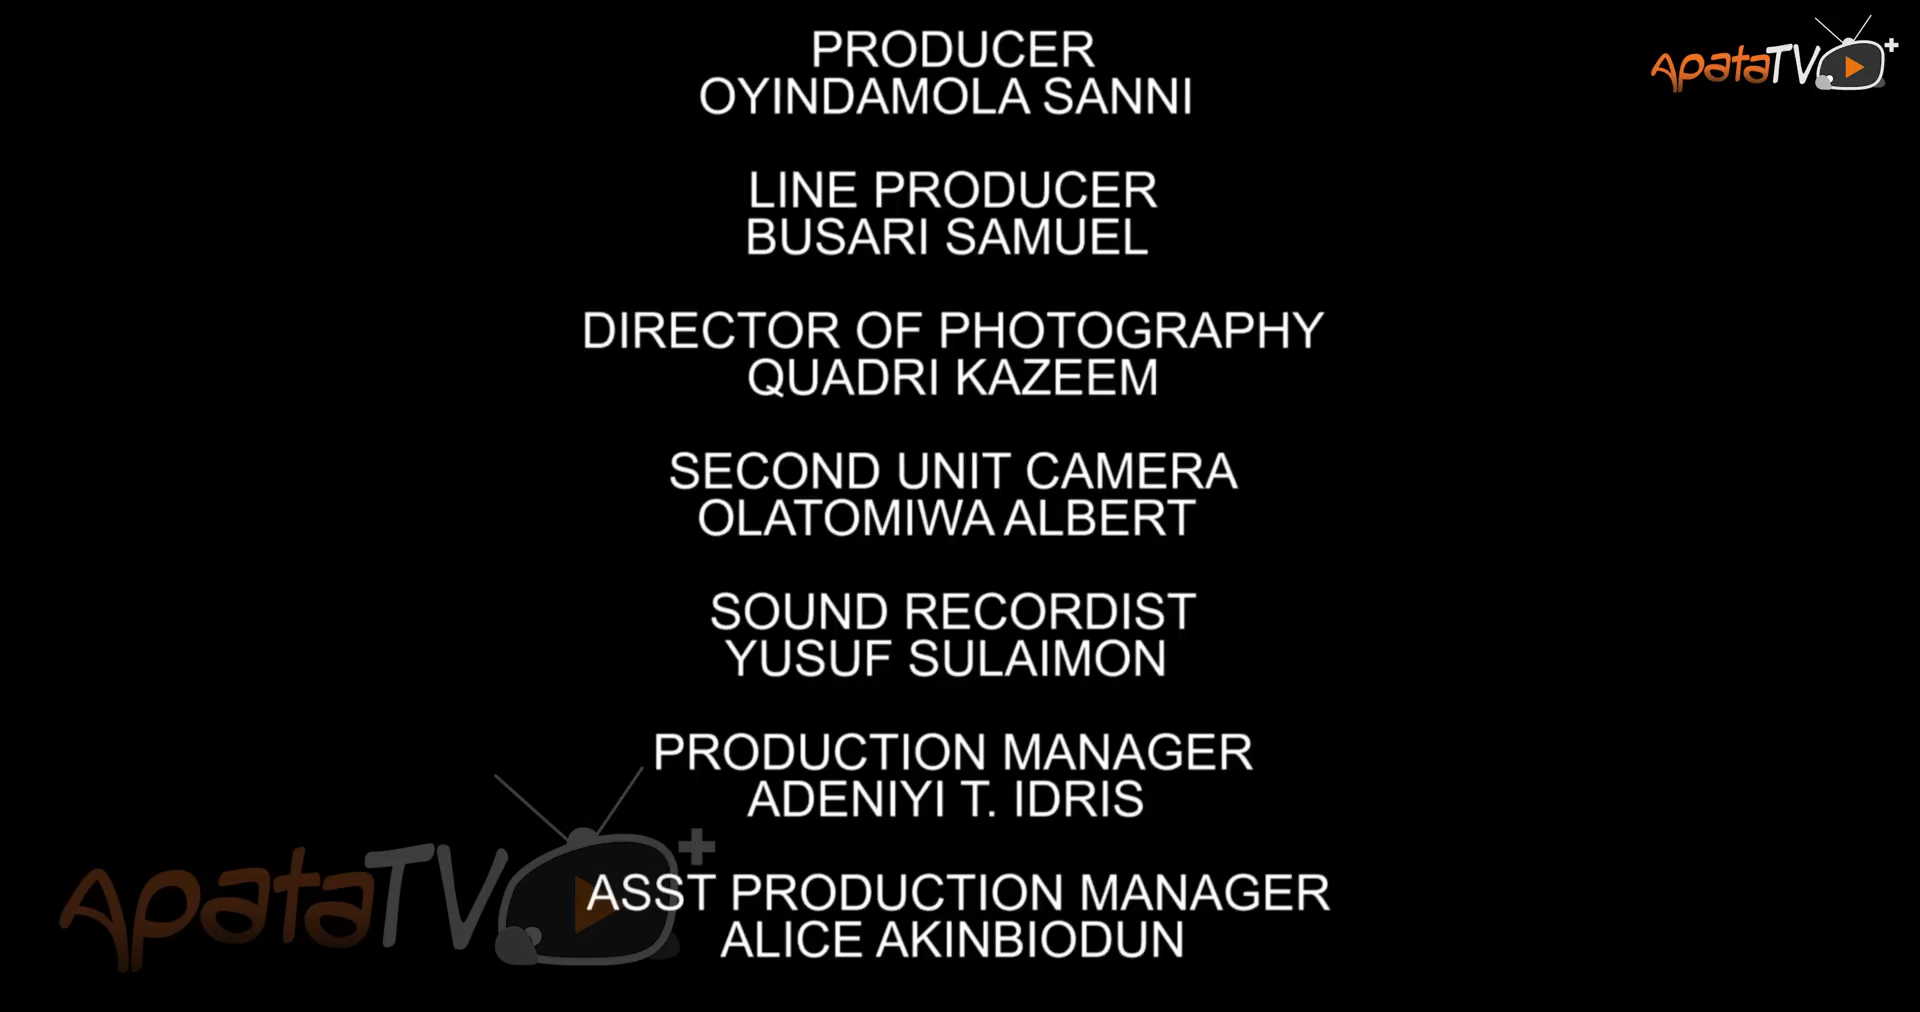 PRODUCER
OYINDAMOLA SANNI
ApataTV+
LINE PRODUCER
BUSARI SAMUEL
DIRECTOR OF PHOTOGRAPHY
QUADRI KAZEEM
SECOND UNIT CAMERA
OLATOMIWA ALBERT
SOUND RECORDIST
YUSUF SULAIMON
PRODUCTION MANAGER
ADENIYI T. IDRIS
ApataTV+
ASST PRODUCTION MANAGER
ALICE AKINBIODUN